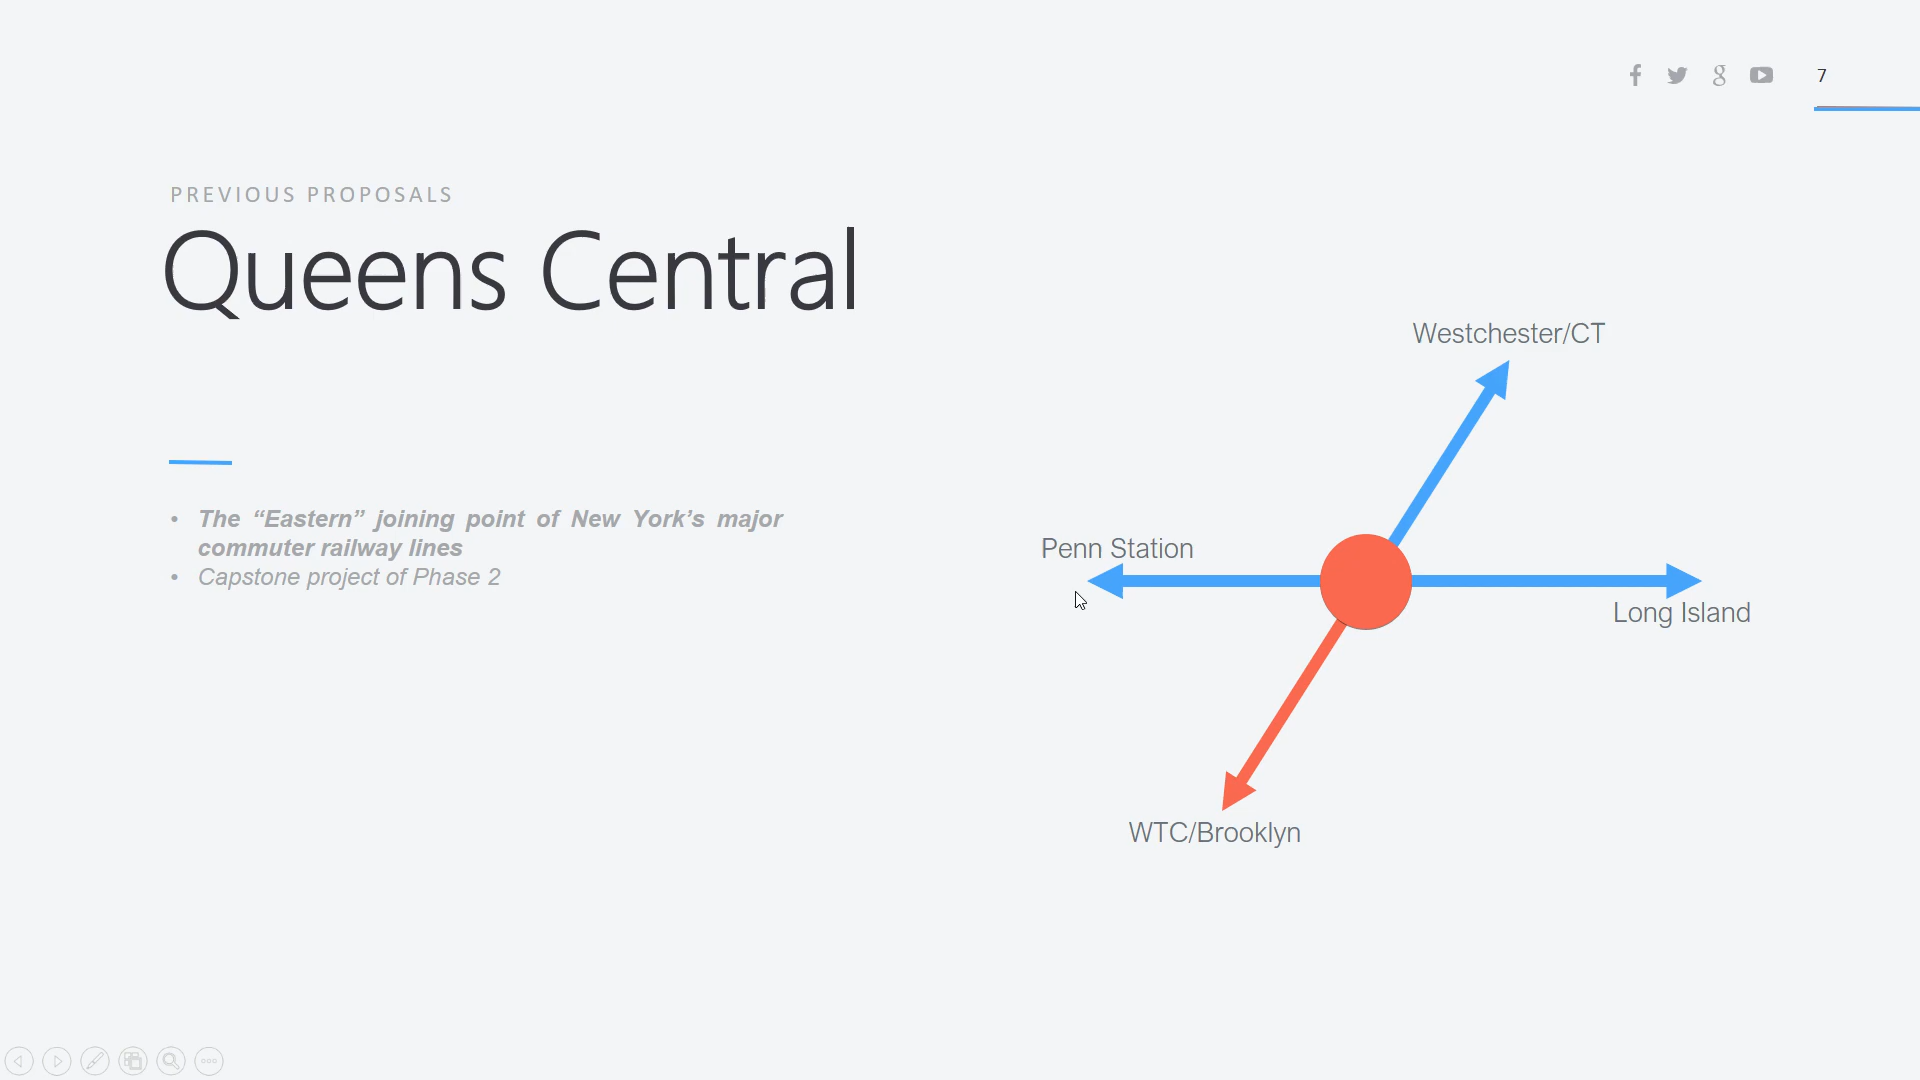 7
PREVIOUS PROPOSALS
Queens Central
Westchester/CT
• The “Eastern” joining point of New York’s major
commuter railway lines
• Capstone project of Phase 2
Penn Station
Long Island
WTC/Brooklyn